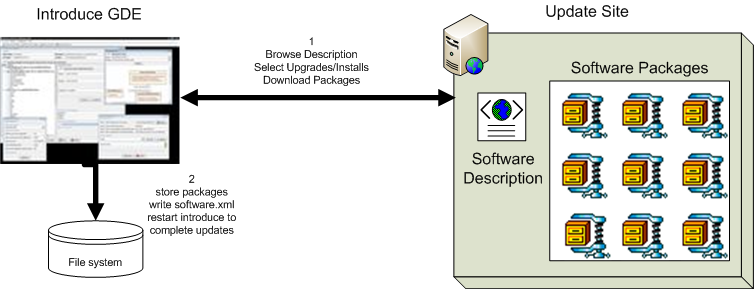 Introduce GDE
Update Site
1
Browse Description
Select Upgrades/Installs
Download Packages
Software Packages
Software
Description
2
store packages
write software.xml
restart introduce to
complete updates
File system